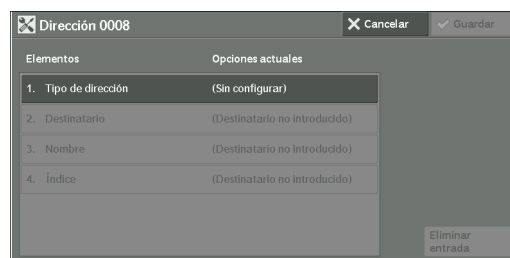 Dirección 0008
Cancelar
Guardar
Elementos Opciones actuales
1. Tipo de dirección (Sin configurar)
2. Destinatario (Destinatario no introducido)
3. Nombre (Destinatario no introducido)
4. Índice (Destinatario no introducido)
Eliminar
entrada